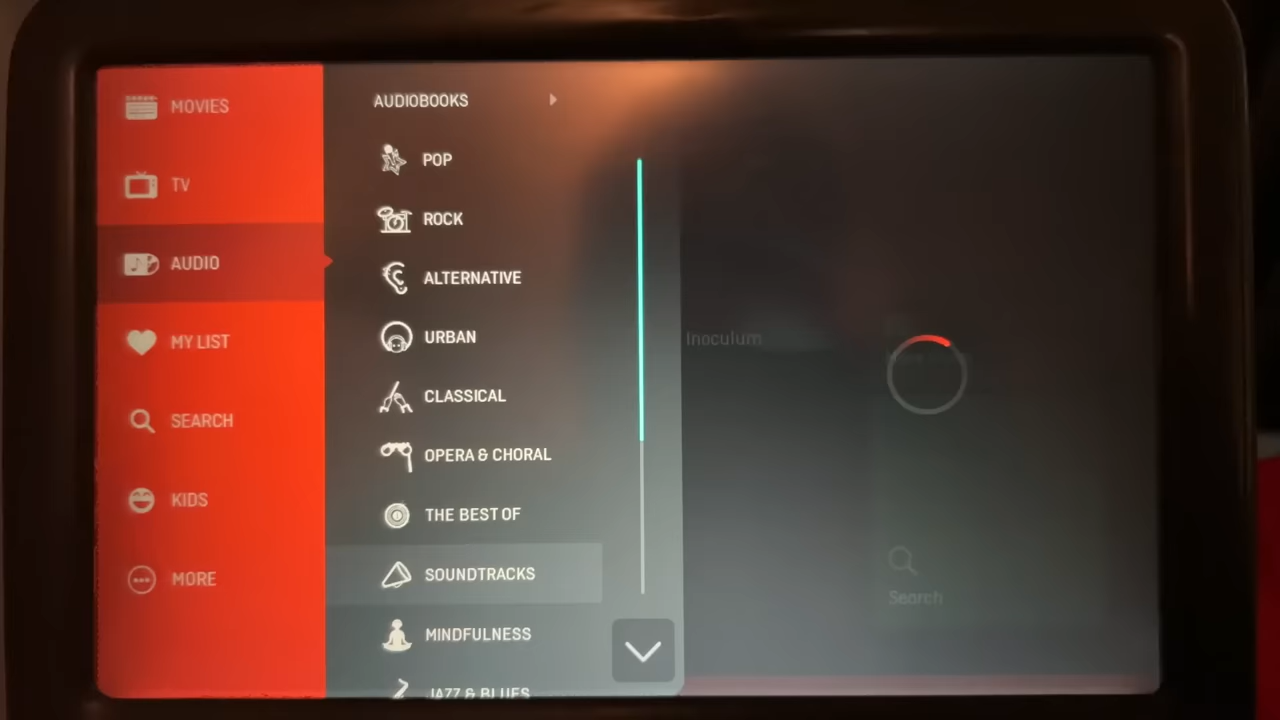 MOVIES
TV
AUDIO
MY LIST
SEARCH
KIDS
MORE
AUDIOBOOKS
POP
ROCK
ALTERNATIVE
URBAN
CLASSICAL
OPERA & CHORAL
THE BEST OF
SOUNDTRACKS
MINDFULNESS
JAZZ & BLUES
Inoculum
Search